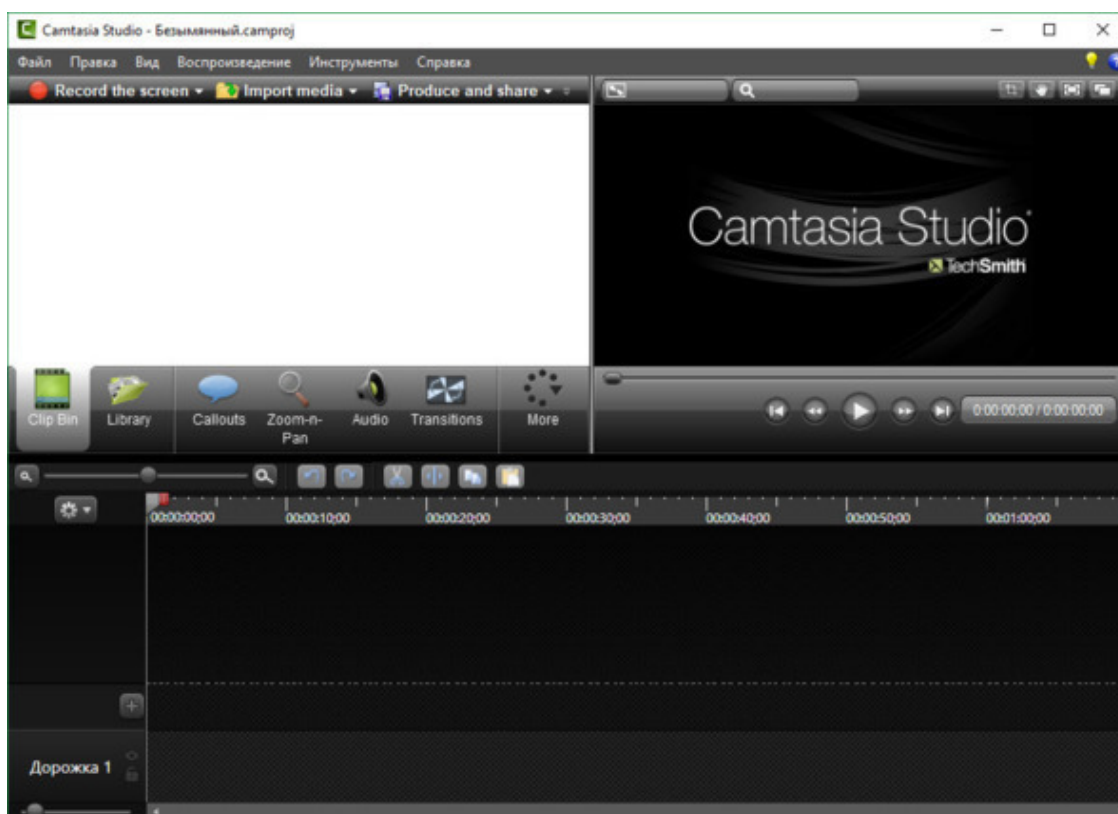 Camtasia Studio - Безымянный.camproj
Файл Правка Вид Воспроизведение Инструменты Справка
Record the screen Import media Produce and share
Camtasia Studio
TechSmith
Clip Bin Library Callouts Zoom-n-Pan Audio Transitions More
0:00:00;00 / 0:00:00;00
00:00:00;00 00:00:10;00 00:00:20;00 00:00:30;00 00:00:40;00 00:00:50;00 00:01:00;00
Дорожка 1